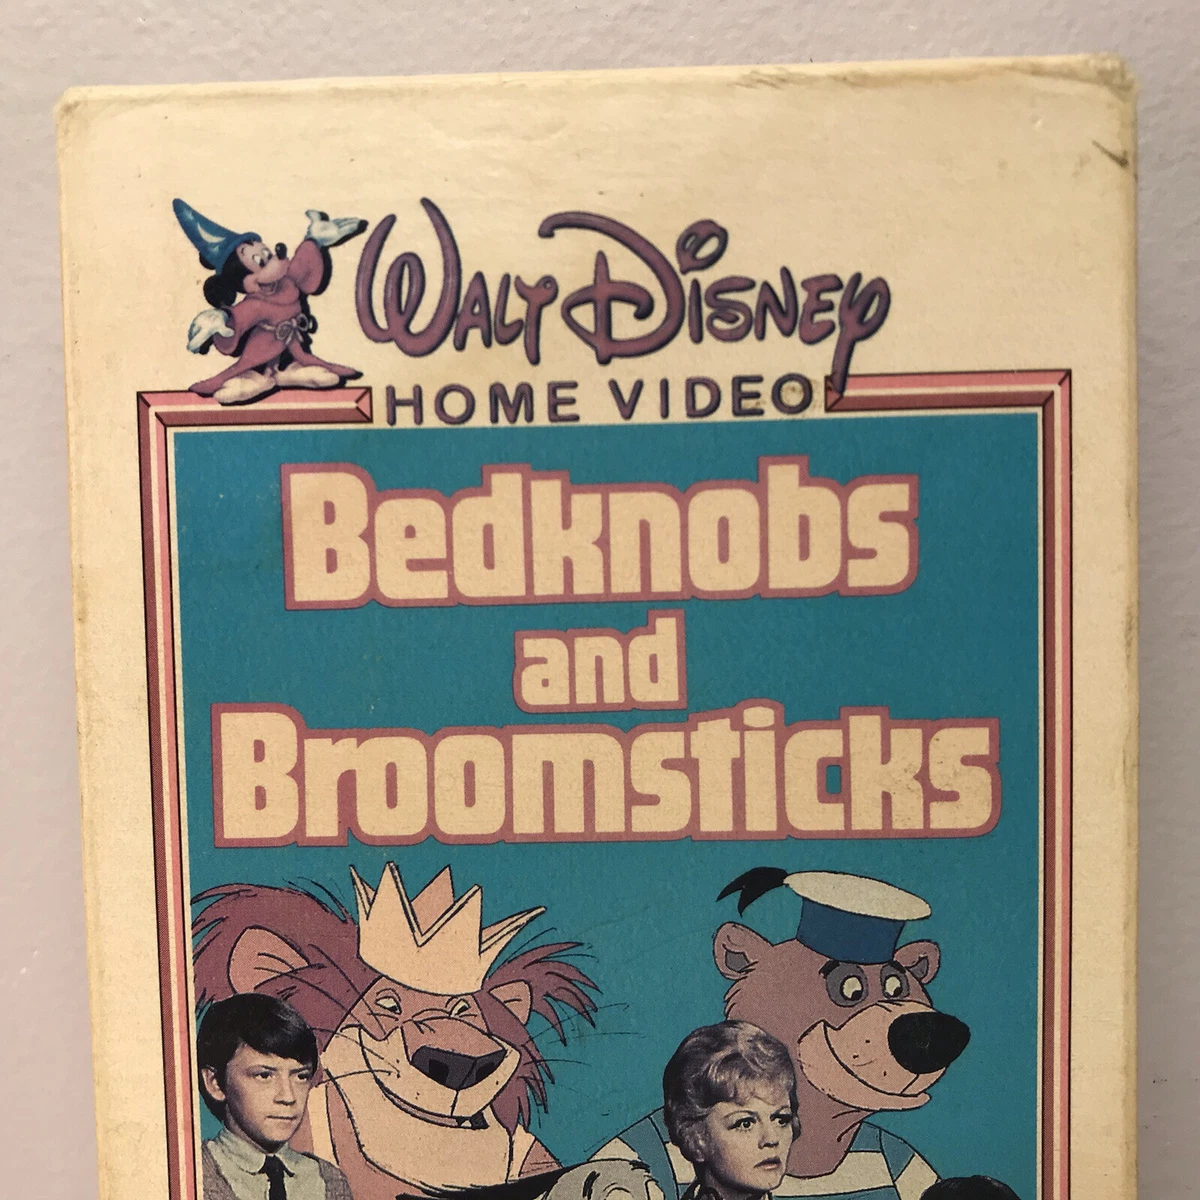 WALT DISNEY
HOME VIDEO
Bedknobs
and
Broomsticks